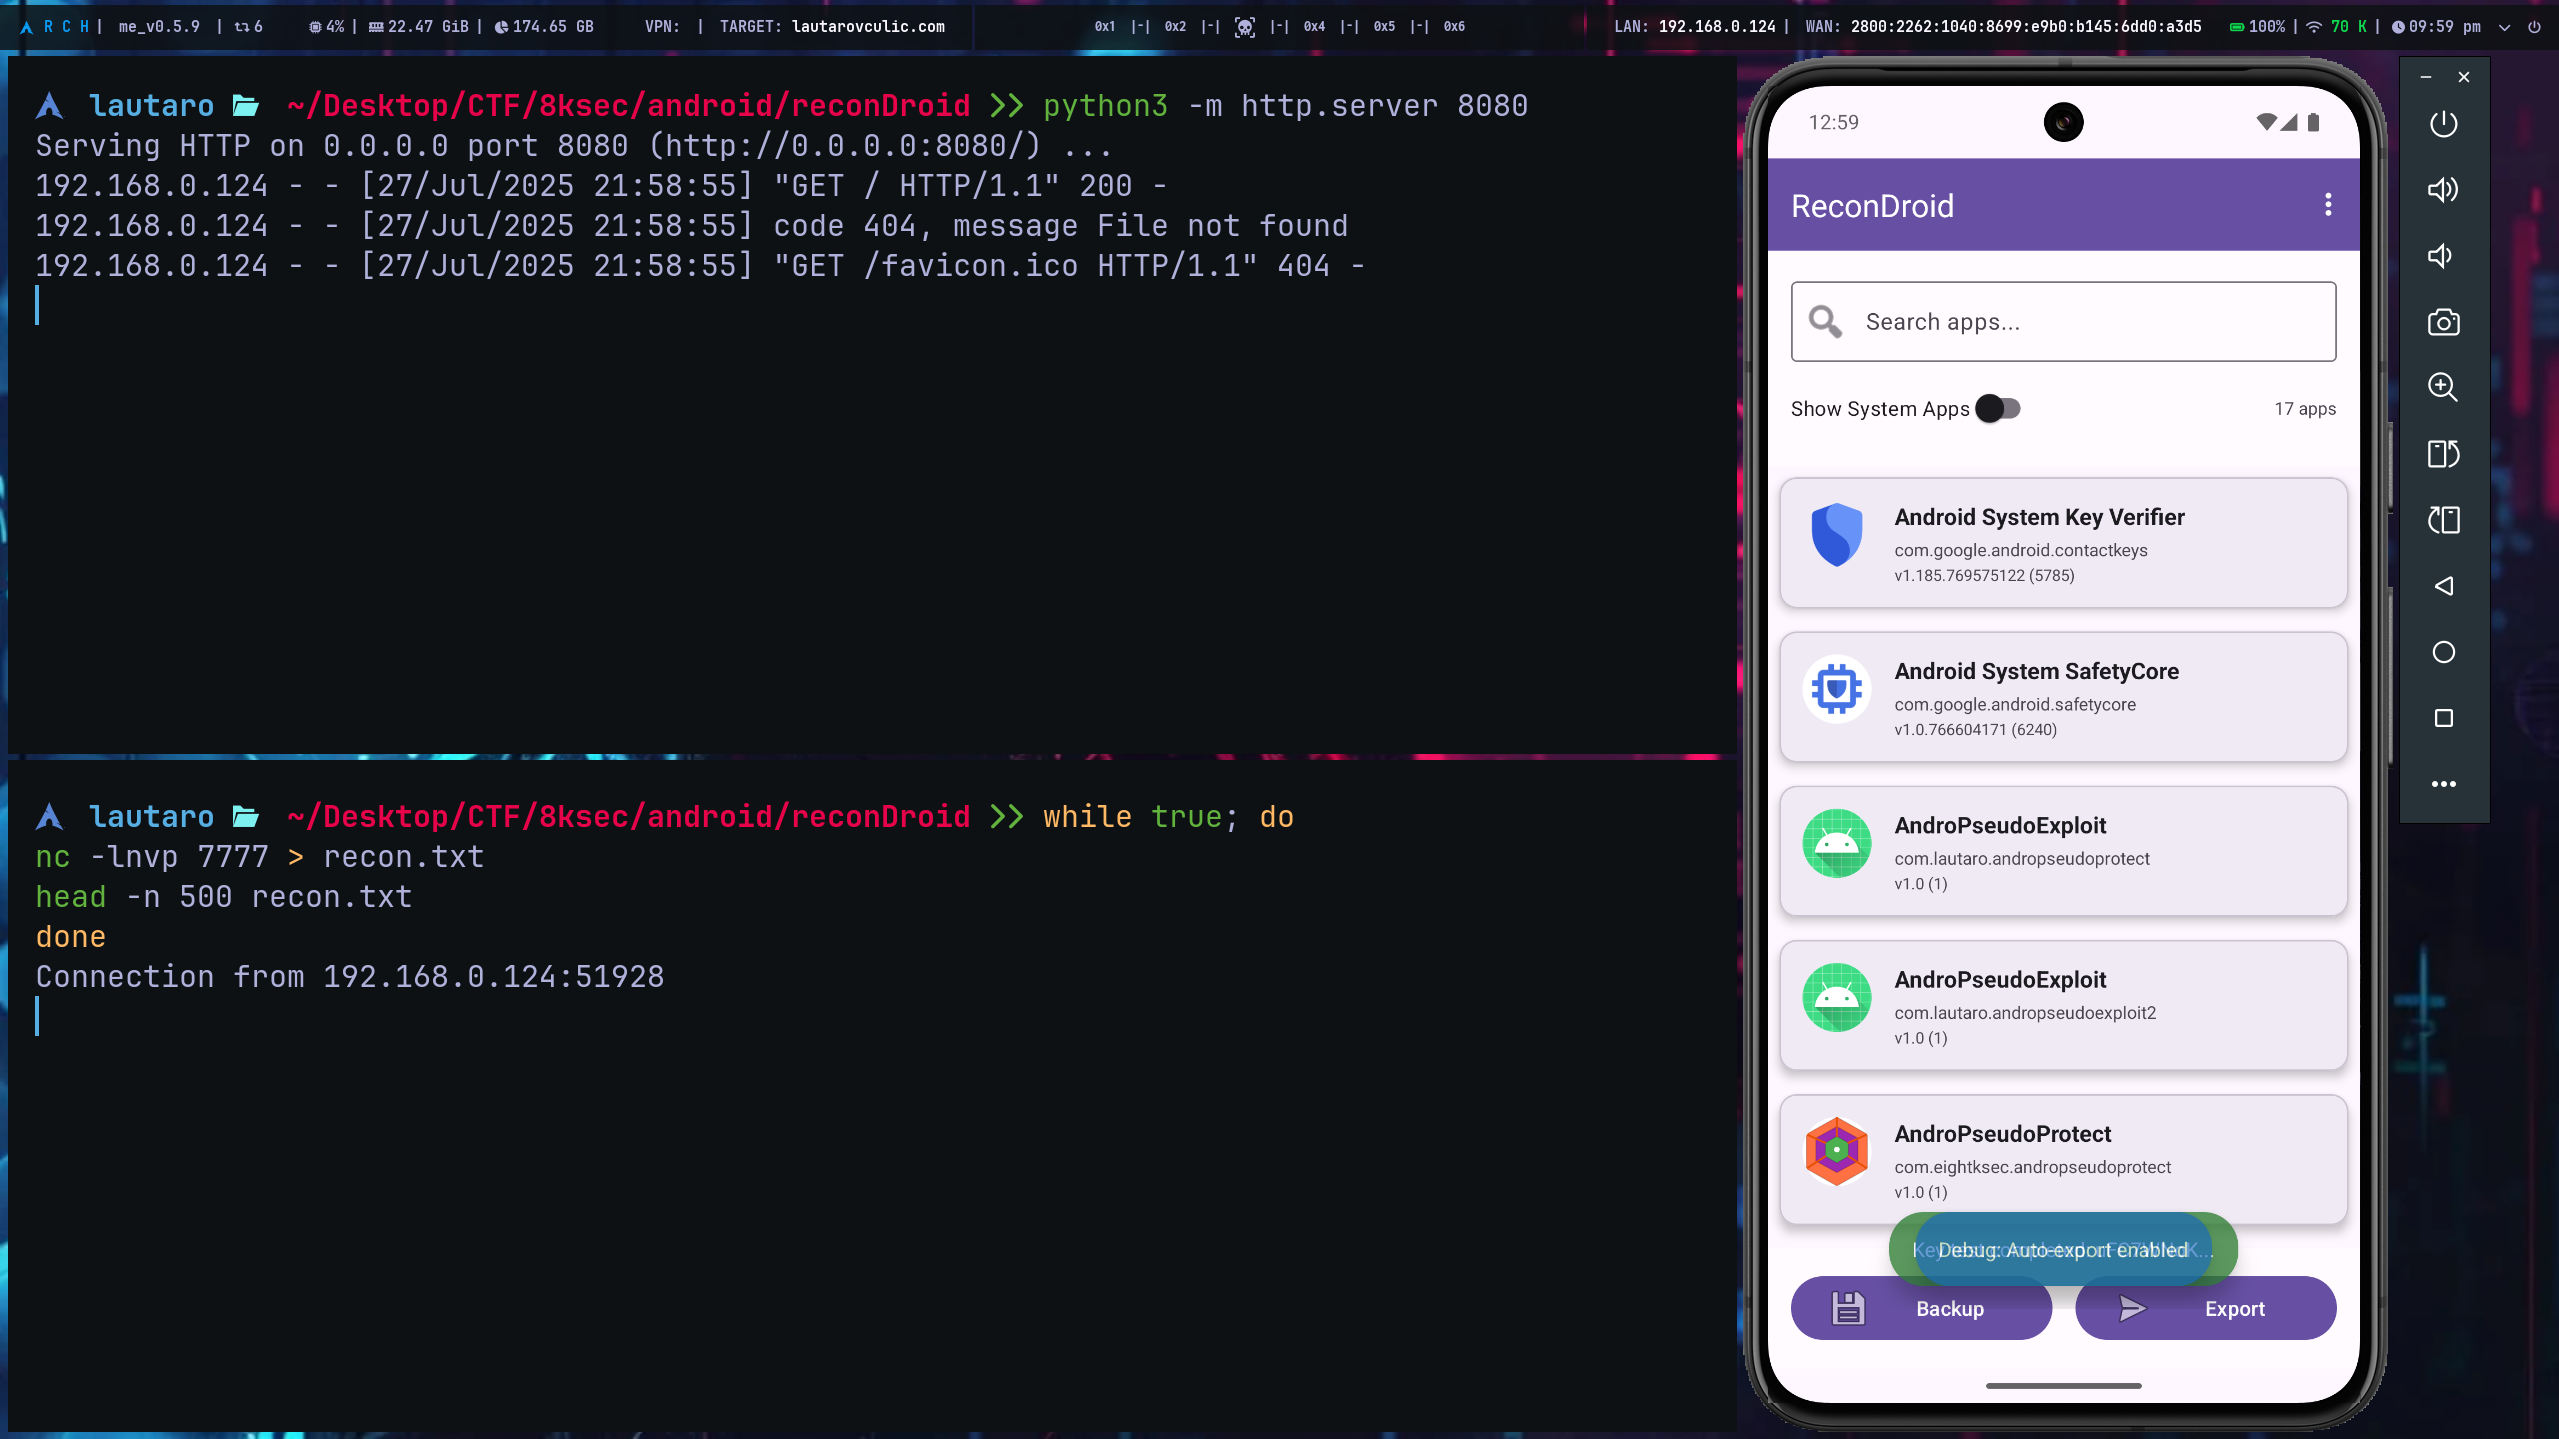 R C H | me_v0.5.9 | 6 4% | 22.47 GiB | 174.65 GB VPN: | TARGET: lautarovculic.com
0x1 |-| 0x2 |-| |-| 0x4 |-| 0x5 |-| 0x6
LAN: 192.168.0.124 | WAN: 2800:2262:1040:8699:e9b0:b145:6dd0:a3d5 100% | 70 K | 09:59 pm
lautaro ~/Desktop/CTF/8ksec/android/reconDroid >> python3 -m http.server 8080
Serving HTTP on 0.0.0.0 port 8080 (http://0.0.0.0:8080/) ...
192.168.0.124 - - [27/Jul/2025 21:58:55] "GET / HTTP/1.1" 200 -
192.168.0.124 - - [27/Jul/2025 21:58:55] code 404, message File not found
192.168.0.124 - - [27/Jul/2025 21:58:55] "GET /favicon.ico HTTP/1.1" 404 -
lautaro ~/Desktop/CTF/8ksec/android/reconDroid >> while true; do
nc -lnvp 7777 > recon.txt
head -n 500 recon.txt
done
Connection from 192.168.0.124:51928
12:59
ReconDroid
Search apps...
Show System Apps
17 apps
Android System Key Verifier
com.google.android.contactkeys
v1.185.769575122 (5785)
Android System SafetyCore
com.google.android.safetycore
v1.0.766604171 (6240)
AndroPseudoExploit
com.lautaro.andropseudoprotect
v1.0 (1)
AndroPseudoExploit
com.lautaro.andropseudoexploit2
v1.0 (1)
AndroPseudoProtect
com.eightksec.andropseudoprotect
v1.0 (1)
Debug: Auto-export enabled
Backup
Export